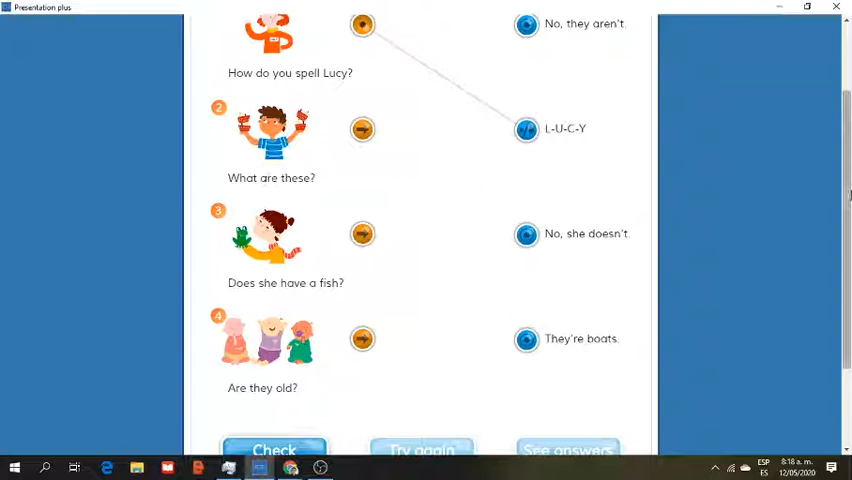 Presentation plus
No, they aren't.
How do you spell Lucy?
2
L-U-C-Y
What are these?
3
No, she doesn't.
Does she have a fish?
4
They're boats.
Are they old?
Check
Try again
See answers
ESP
ES
8:18 a. m.
12/05/2020